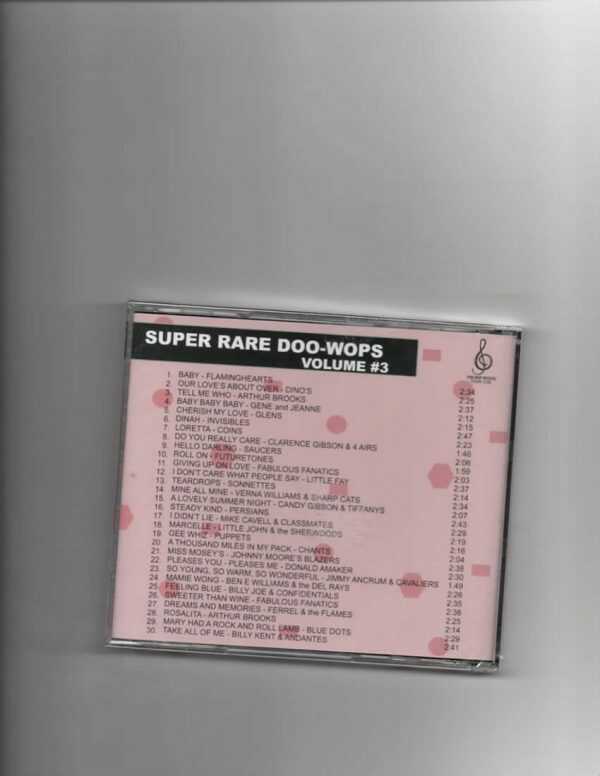 SUPER RARE DOO-WOPS
VOLUME #3
1. BABY - FLAMINGHEARTS 2:34
2. OUR LOVE'S ABOUT OVER - DINO'S 2:25
3. TELL ME WHO - ARTHUR BROOKS 2:37
4. BABY BABY BABY - GENE and JEANNE 2:12
5. CHERISH MY LOVE - GLENS 2:15
6. DINAH - INVISIBLES 2:47
7. LORETTA - COINS 2:23
8. DO YOU REALLY CARE - CLARENCE GIBSON & 4 AIRS 1:46
9. HELLO DARLING - SAUCERS 2:06
10. ROLL ON - FUTURETONES 1:59
11 GIVING UP ON LOVE - FABULOUS FANATICS 2:03
12. I DON'T CARE WHAT PEOPLE SAY - LITTLE FAY 2:37
13. TEARDROPS - SONNETTES 2:14
14. MINE ALL MINE - VERNA WILLIAMS & SHARP CATS 2:34
15. A LOVELY SUMMER NIGHT - CANDY GIBSON & TIFFANYS 2:07
16. STEADY KIND - PERSIANS 2:43
17. I DIDN'T LIE - MIKE CAVELL & CLASSMATES 2:28
18. MARCELLE - LITTLE JOHN & the SHERWOODS 2:19
19. GEE WHIZ - PUPPETS 2:16
20. A THOUSAND MILES IN MY PACK - CHANTS 2:04
21. MISS MOSEY'S - JOHNNY MOORE'S BLAZERS 2:38
22. PLEASES YOU - PLEASES ME - DONALD AMAKER 2:30
23. SO YOUNG, SO WARM, SO WONDERFUL - JIMMY ANCRUM & CAVALIERS 1:49
24. MAMIE WONG - BEN E WILLIAMS & the DEL RAYS 2:26
25. FEELING BLUE - BILLY JOE & CONFIDENTIALS 2:35
26. SWEETER THAN WINE - FABULOUS FANATICS 2:38
27. DREAMS AND MEMORIES - FERREL & the FLAMES 2:25
28. ROSALITA - ARTHUR BROOKS 2:14
29. MARY HAD A ROCK AND ROLL LAMB - BLUE DOTS 2:29
30. TAKE ALL OF ME - BILLY KENT & ANDANTES 2:41